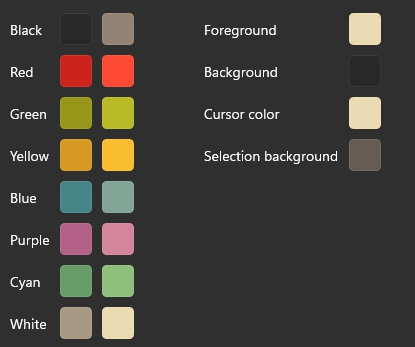 Black
Red
Green
Yellow
Blue
Purple
Cyan
White
Foreground
Background
Cursor color
Selection background